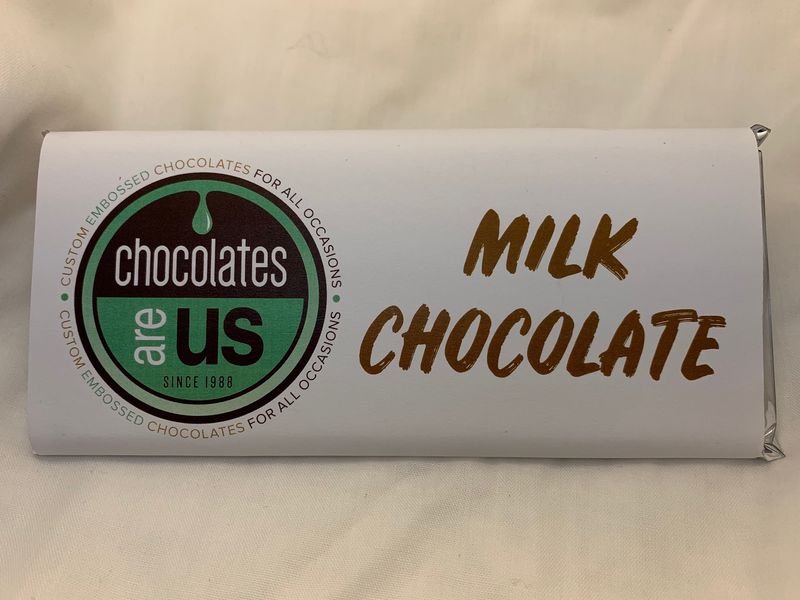 CUSTOM EMBOSSED CHOCOLATES FOR ALL OCCASIONS
chocolates
are us
SINCE 1988
CUSTOM EMBOSSED CHOCOLATES FOR ALL OCCASIONS
MILK
CHOCOLATE